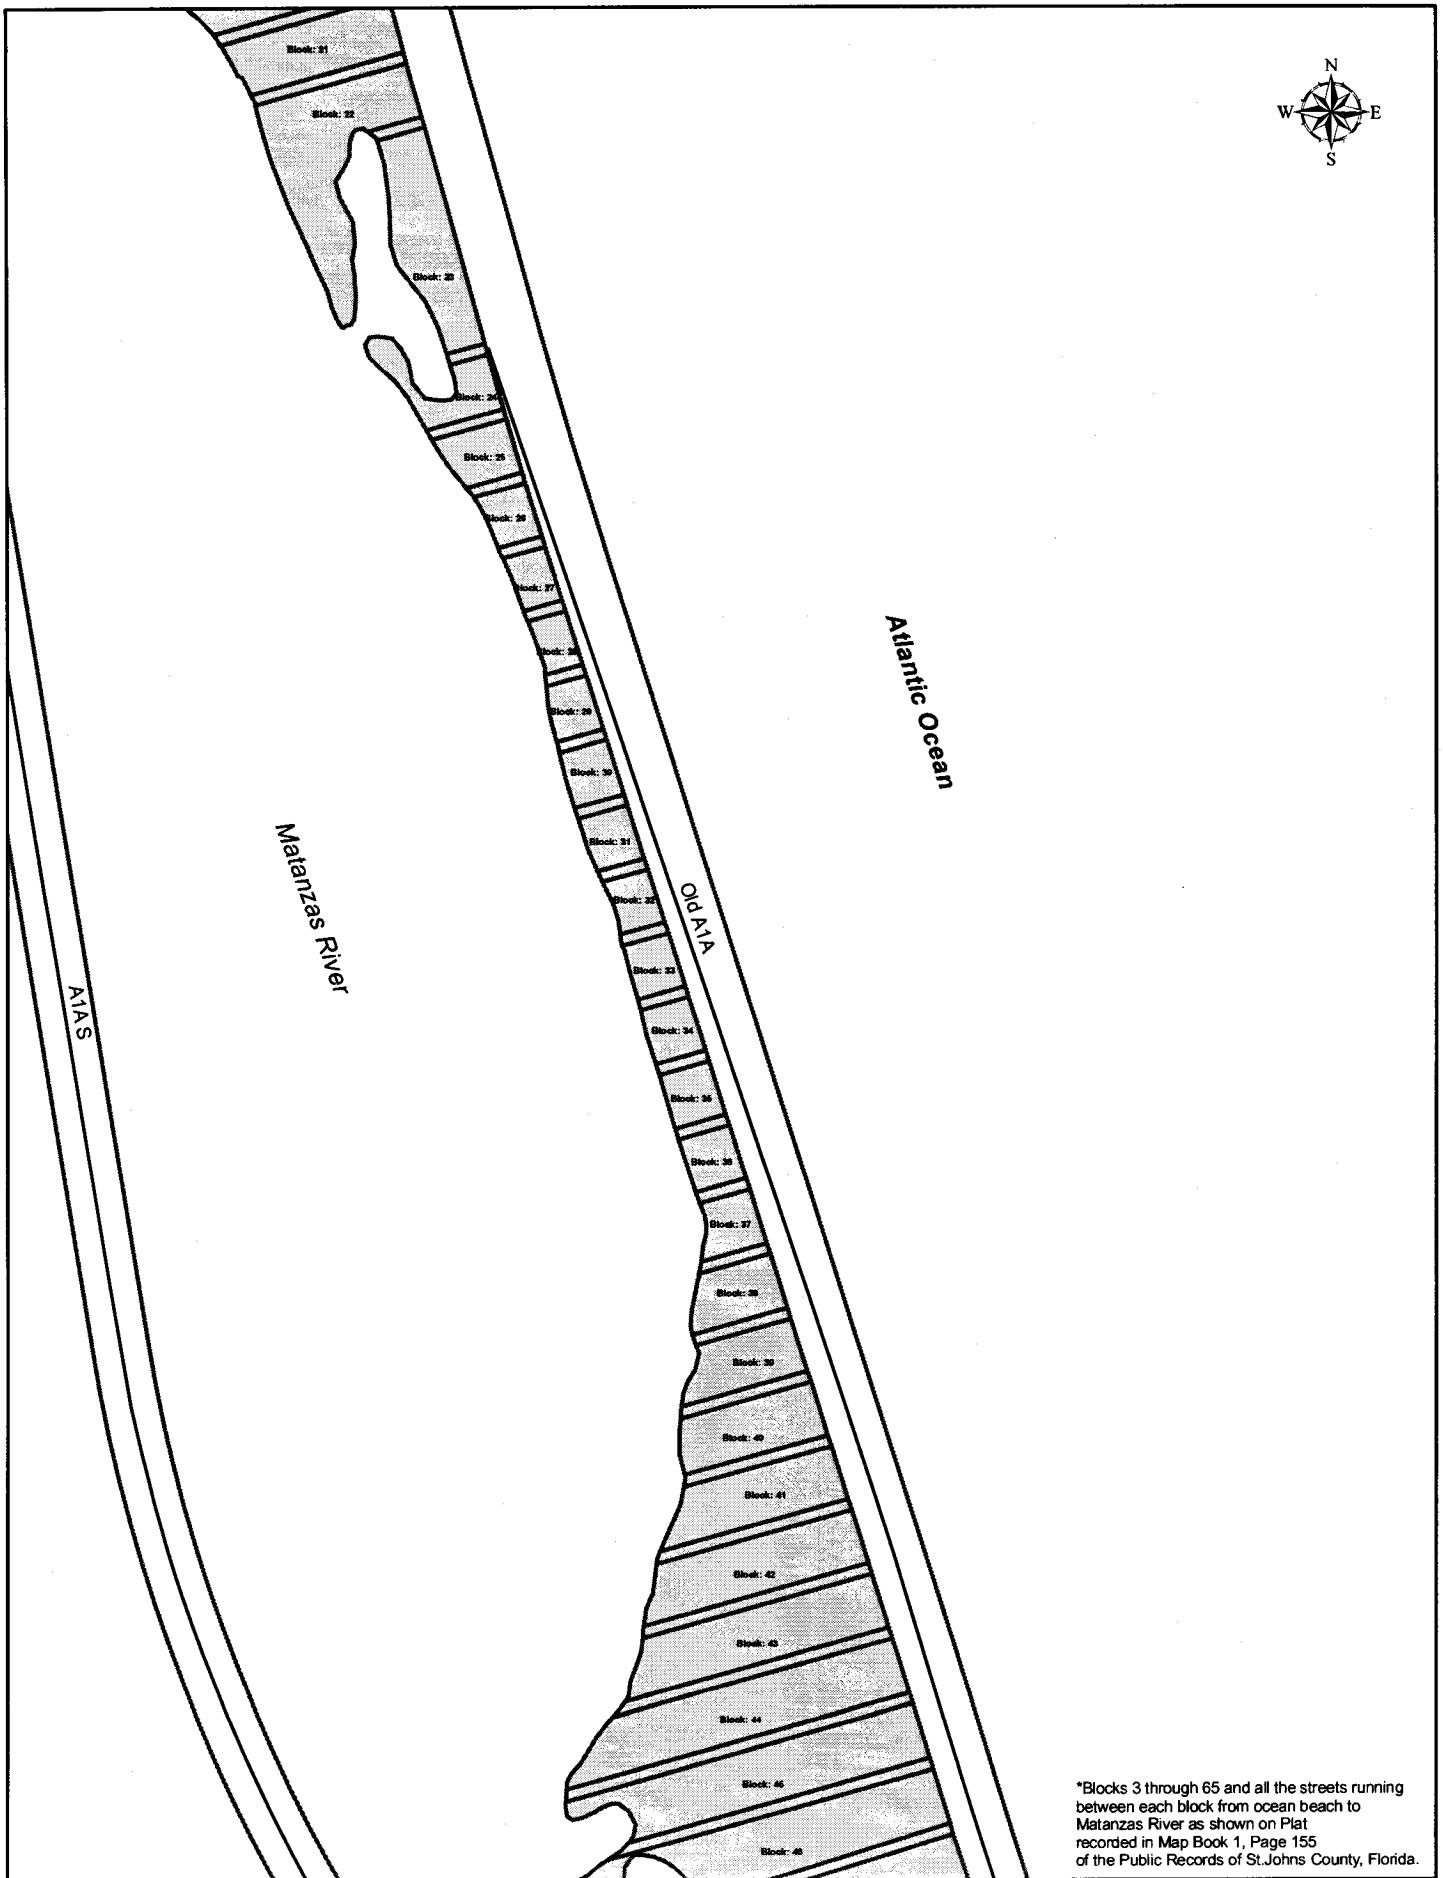 Block: 21
N
W E
S
Block: 22
Block: 23
Block: 24
Block: 25
Block: 26
Block: 27
Block: 28
Block: 29
Atlantic Ocean
Block: 30
Matanzas River
Block: 31
Block: 32
Old A1A
Block: 33
A1A S
Block: 34
Block: 35
Block: 36
Block: 37
Block: 38
Block: 39
Block: 40
Block: 41
Block: 42
Block: 43
Block: 44
Block: 45
Block: 46
*Blocks 3 through 65 and all the streets running
between each block from ocean beach to
Matanzas River as shown on Plat
recorded in Map Book 1, Page 155
of the Public Records of St.Johns County, Florida.